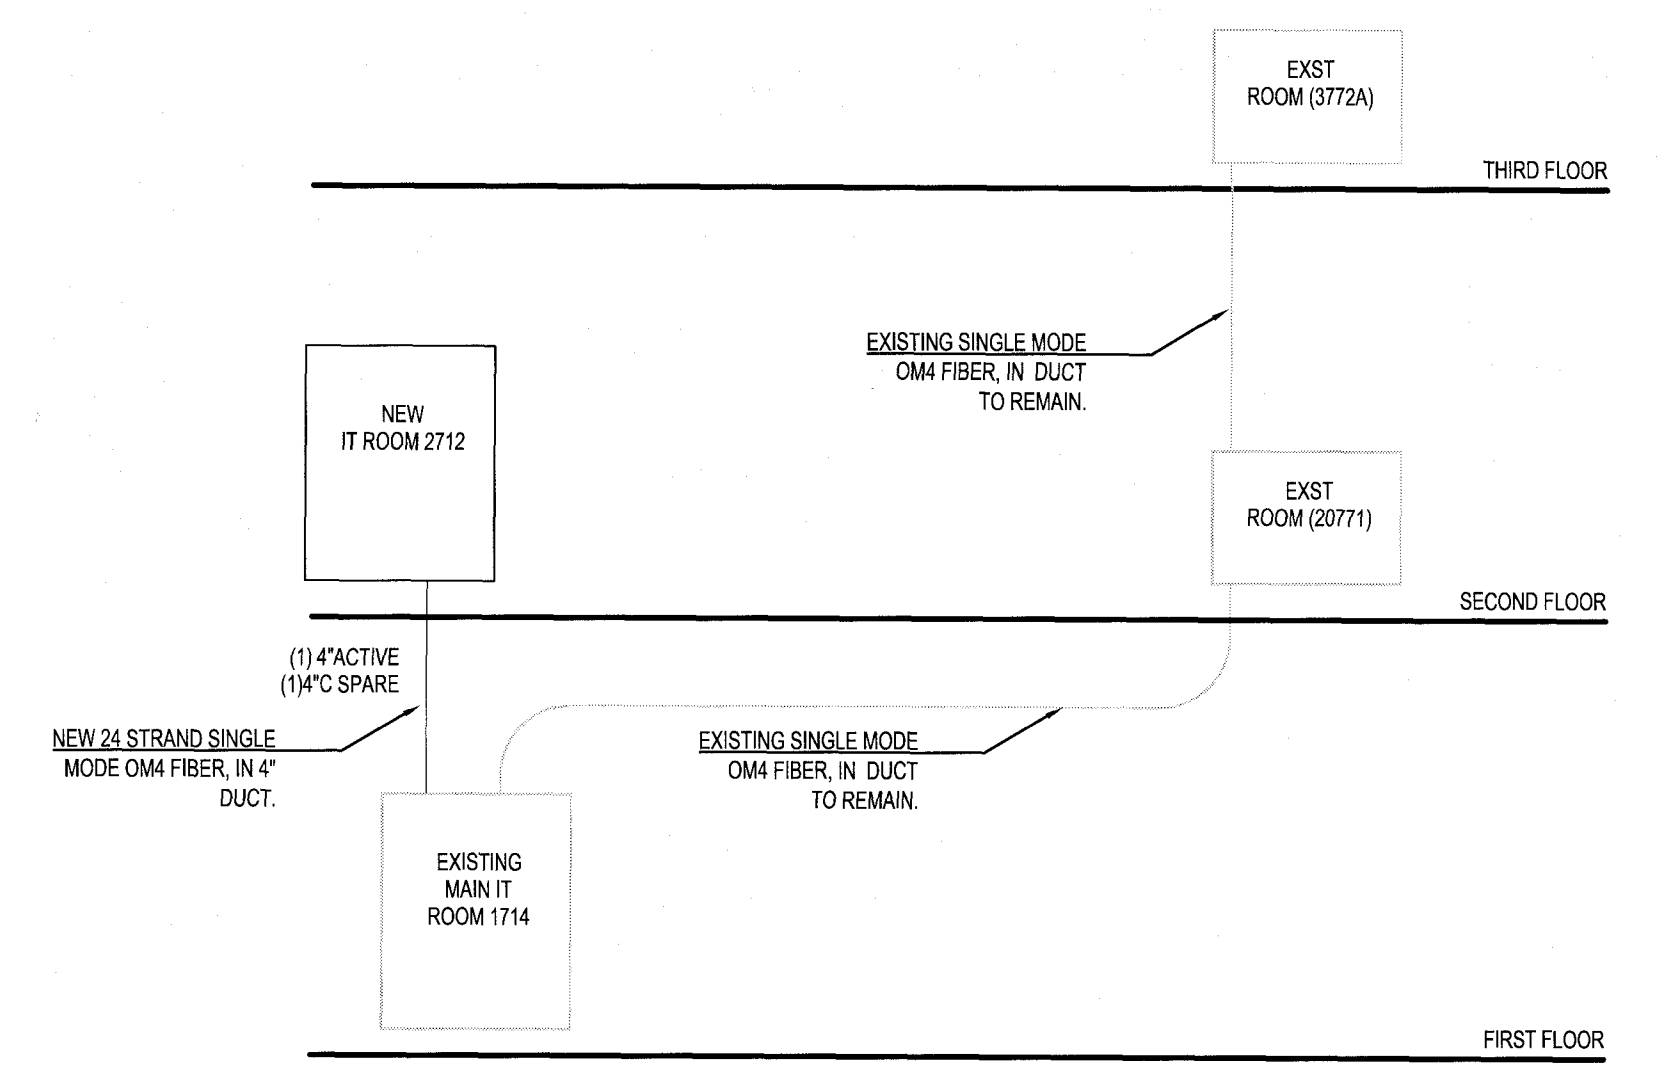 EXST
ROOM (3772A)
THIRD FLOOR
EXISTING SINGLE MODE
OM4 FIBER, IN DUCT
TO REMAIN.
NEW
IT ROOM 2712
EXST
ROOM (20771)
SECOND FLOOR
(1) 4"ACTIVE
(1)4"C SPARE
NEW 24 STRAND SINGLE
MODE OM4 FIBER, IN 4"
DUCT.
EXISTING SINGLE MODE
OM4 FIBER, IN DUCT
TO REMAIN.
EXISTING
MAIN IT
ROOM 1714
FIRST FLOOR